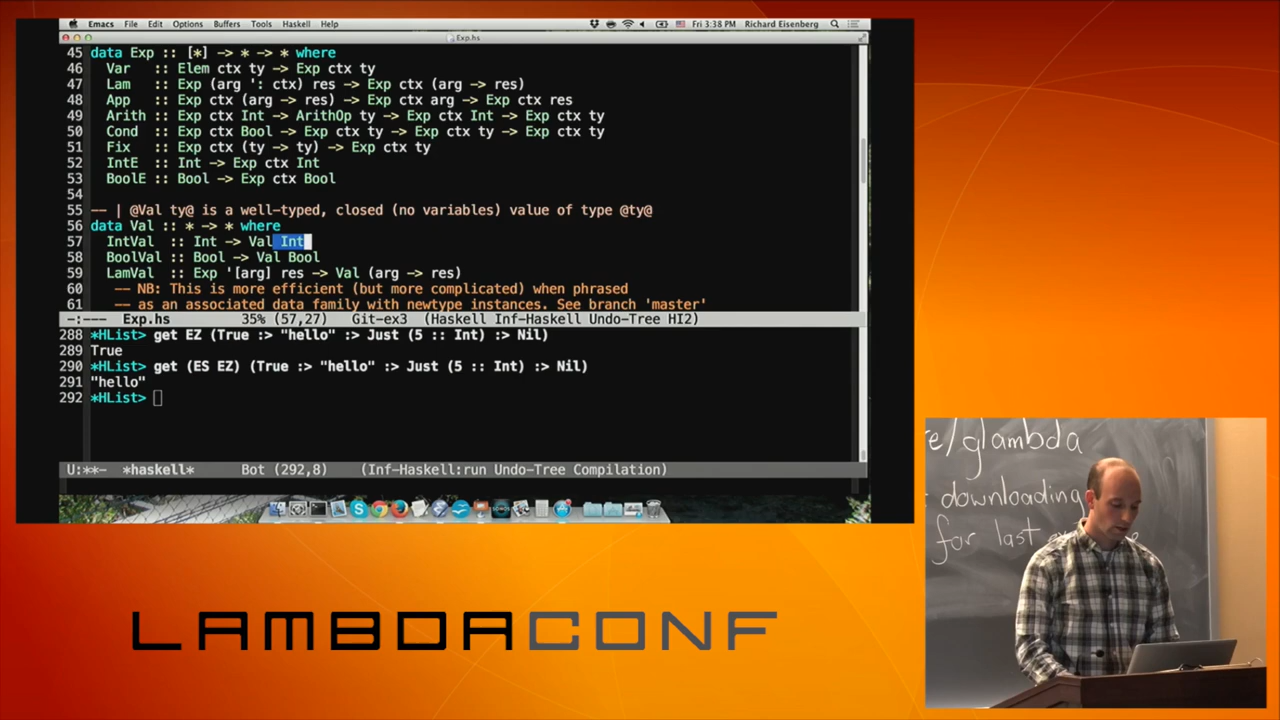 Emacs File Edit Options Buffers Tools Haskell Help Fri 3:38 PM Richard Eisenberg
Exp.hs
45 data Exp :: [*] -> * -> * where
46 Var :: Elem ctx ty -> Exp ctx ty
47 Lam :: Exp (arg ': ctx) res -> Exp ctx (arg -> res)
48 App :: Exp ctx (arg -> res) -> Exp ctx arg -> Exp ctx res
49 Arith :: Exp ctx Int -> ArithOp ty -> Exp ctx Int -> Exp ctx ty
50 Cond :: Exp ctx Bool -> Exp ctx ty -> Exp ctx ty -> Exp ctx ty
51 Fix :: Exp ctx (ty -> ty) -> Exp ctx ty
52 IntE :: Int -> Exp ctx Int
53 BoolE :: Bool -> Exp ctx Bool
54
55 -- | @Val ty@ is a well-typed, closed (no variables) value of type @ty@
56 data Val :: * -> * where
57 IntVal :: Int -> Val Int
58 BoolVal :: Bool -> Val Bool
59 LamVal :: Exp '[arg] res -> Val (arg -> res)
60 -- NB: This is more efficient (but more complicated) when phrased
61 -- as an associated data family with newtype instances. See branch 'master'
-:--- Exp.hs 35% (57,27) Git-ex3 (Haskell Inf-Haskell Undo-Tree HI2)
288 *HList> get EZ (True :> "hello" :> Just (5 :: Int) :> Nil)
289 True
290 *HList> get (ES EZ) (True :> "hello" :> Just (5 :: Int) :> Nil)
291 "hello"
292 *HList>
U:**- *haskell* Bot (292,8) (Inf-Haskell:run Undo-Tree Compilation)
re/glambda
downloading
for last
LAMBDACONF